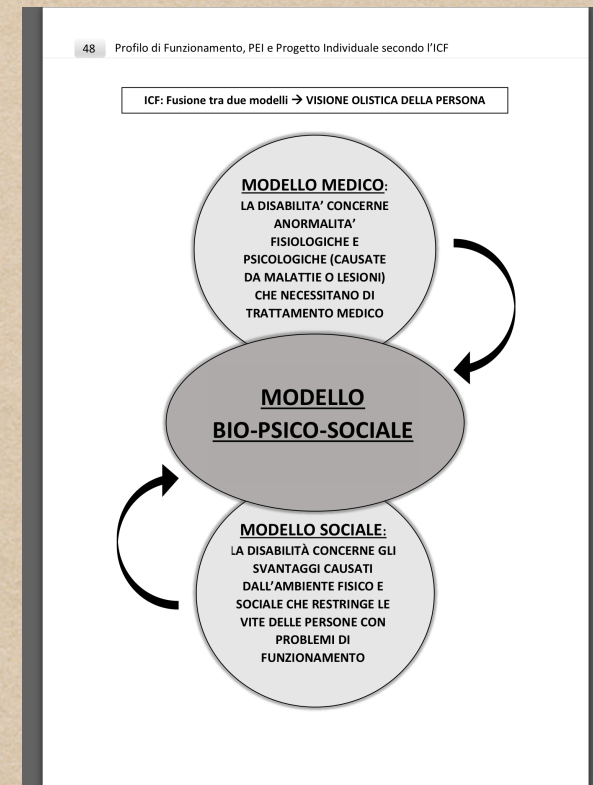 48 Profilo di Funzionamento, PEI e Progetto Individuale secondo l'ICF
ICF: Fusione tra due modelli → VISIONE OLISTICA DELLA PERSONA
MODELLO MEDICO:
LA DISABILITA' CONCERNE
ANORMALITA'
FISIOLOGICHE E
PSICOLOGICHE (CAUSATE
DA MALATTIE O LESIONI)
CHE NECESSITANO DI
TRATTAMENTO MEDICO
MODELLO
BIO-PSICO-SOCIALE
MODELLO SOCIALE:
LA DISABILITÀ CONCERNE GLI
SVANTAGGI CAUSATI
DALL'AMBIENTE FISICO E
SOCIALE CHE RESTRINGE LE
VITE DELLE PERSONE CON
PROBLEMI DI
FUNZIONAMENTO